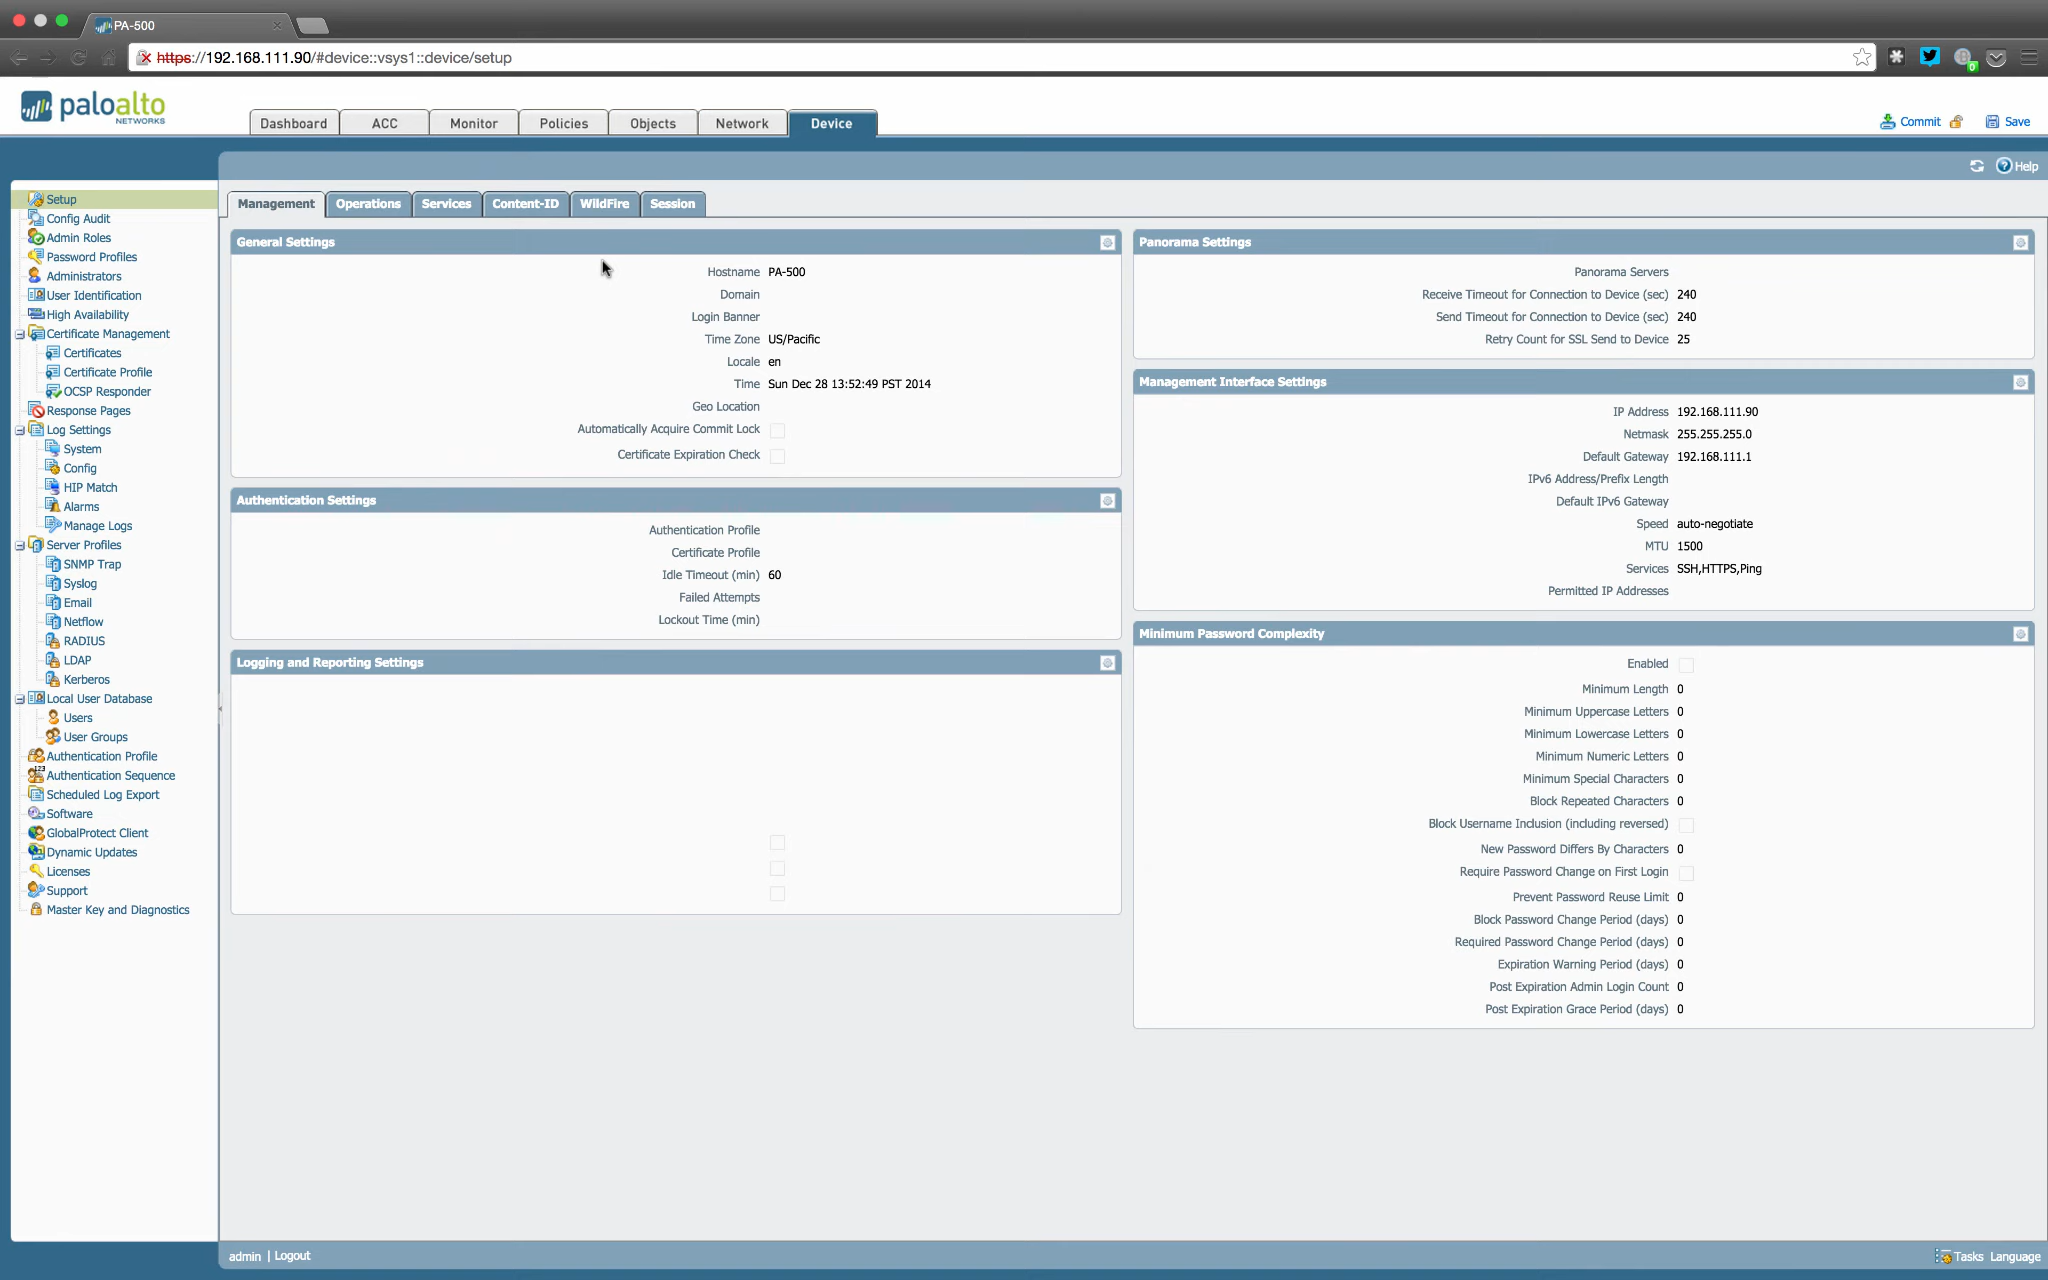 PA-500
https://192.168.111.90/#device::vsys1::device/setup
0
paloalto
NETWORKS
Dashboard
ACC
Monitor
Policies
Objects
Network
Device
Commit
Save
Help
Setup
Config Audit
Admin Roles
Password Profiles
Administrators
User Identification
High Availability
Certificate Management
Certificates
Certificate Profile
OCSP Responder
Response Pages
Log Settings
System
Config
HIP Match
Alarms
Manage Logs
Server Profiles
SNMP Trap
Syslog
Email
Netflow
RADIUS
LDAP
Kerberos
Local User Database
Users
User Groups
Authentication Profile
Authentication Sequence
Scheduled Log Export
Software
GlobalProtect Client
Dynamic Updates
Licenses
Support
Master Key and Diagnostics
Management
Operations
Services
Content-ID
WildFire
Session
General Settings
Hostname PA-500
Domain
Login Banner
Time Zone US/Pacific
Locale en
Time Sun Dec 28 13:52:49 PST 2014
Geo Location
Automatically Acquire Commit Lock
Certificate Expiration Check
Authentication Settings
Authentication Profile
Certificate Profile
Idle Timeout (min) 60
Failed Attempts
Lockout Time (min)
Logging and Reporting Settings
Panorama Settings
Panorama Servers
Receive Timeout for Connection to Device (sec) 240
Send Timeout for Connection to Device (sec) 240
Retry Count for SSL Send to Device 25
Management Interface Settings
IP Address 192.168.111.90
Netmask 255.255.255.0
Default Gateway 192.168.111.1
IPv6 Address/Prefix Length
Default IPv6 Gateway
Speed auto-negotiate
MTU 1500
Services SSH,HTTPS,Ping
Permitted IP Addresses
Minimum Password Complexity
Enabled
Minimum Length 0
Minimum Uppercase Letters 0
Minimum Lowercase Letters 0
Minimum Numeric Letters 0
Minimum Special Characters 0
Block Repeated Characters 0
Block Username Inclusion (including reversed)
New Password Differs By Characters 0
Require Password Change on First Login
Prevent Password Reuse Limit 0
Block Password Change Period (days) 0
Required Password Change Period (days) 0
Expiration Warning Period (days) 0
Post Expiration Admin Login Count 0
Post Expiration Grace Period (days) 0
admin | Logout
Tasks
Language